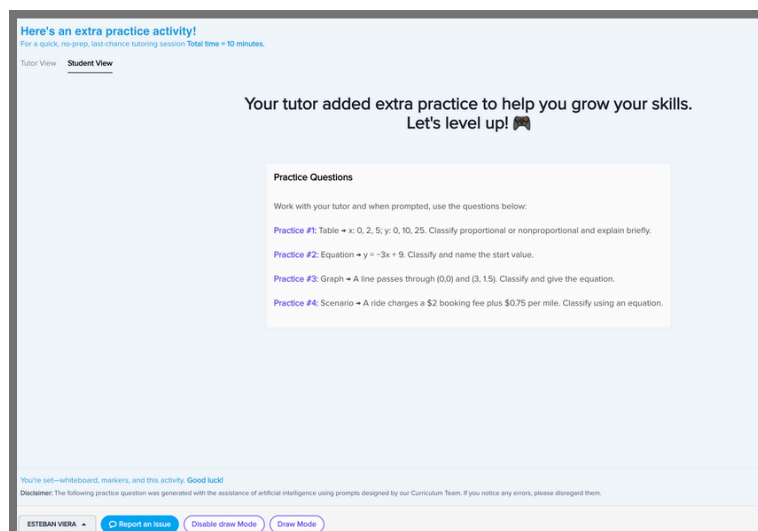 Here's an extra practice activity!
For a quick, no-prep, last-chance tutoring session Total time = 10 minutes.
Tutor View Student View
Your tutor added extra practice to help you grow your skills.
Let's level up! 🎮
Practice Questions
Work with your tutor and when prompted, use the questions below:
Practice #1: Table → x: 0, 2, 5; y: 0, 10, 25. Classify proportional or nonproportional and explain briefly.
Practice #2: Equation → y = −3x + 9. Classify and name the start value.
Practice #3: Graph → A line passes through (0,0) and (3, 1.5). Classify and give the equation.
Practice #4: Scenario → A ride charges a $2 booking fee plus $0.75 per mile. Classify using an equation.
You're set—whiteboard, markers, and this activity. Good luck!
Disclaimer: The following practice question was generated with the assistance of artificial intelligence using prompts designed by our Curriculum Team. If you notice any errors, please disregard them.
ESTEBAN VIERA Report an issue Disable draw Mode Draw Mode